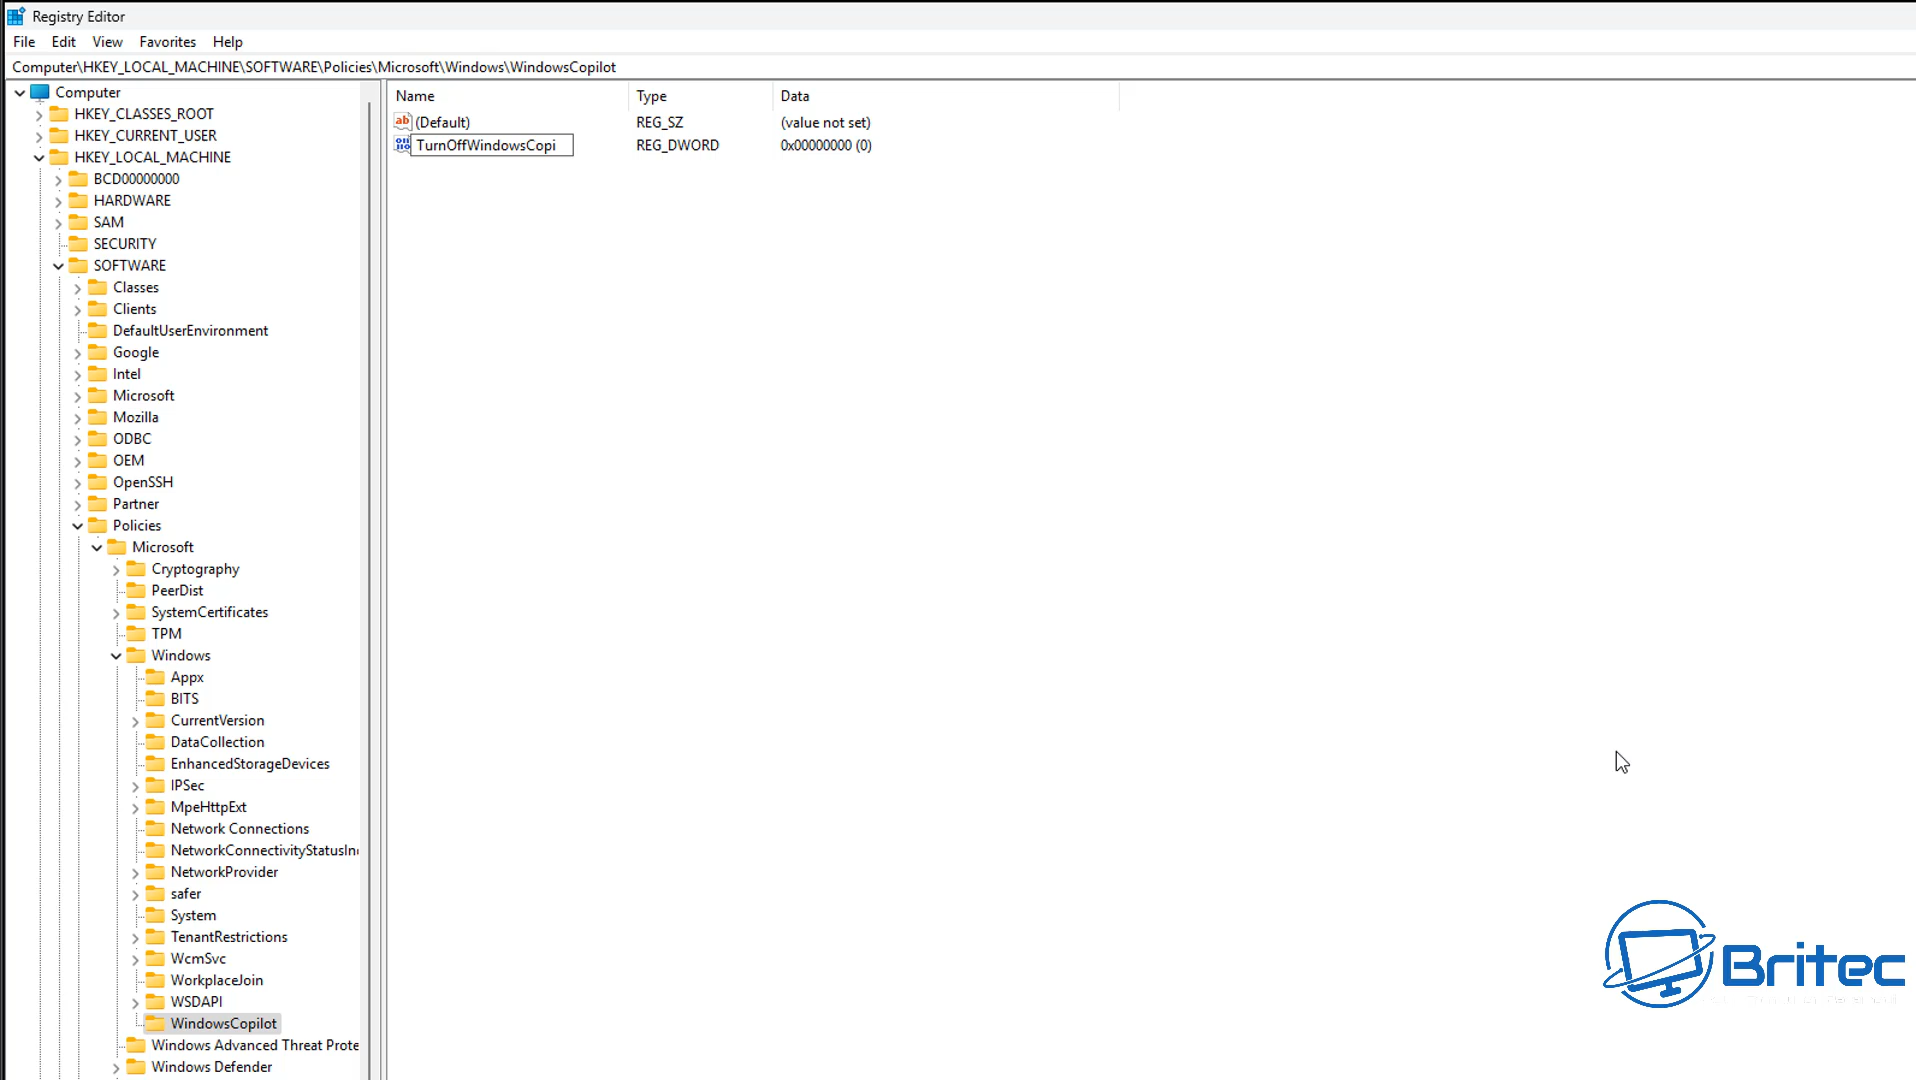 Registry Editor
File Edit View Favorites Help
Computer\HKEY_LOCAL_MACHINE\SOFTWARE\Policies\Microsoft\Windows\WindowsCopilot
Computer
HKEY_CLASSES_ROOT
HKEY_CURRENT_USER
HKEY_LOCAL_MACHINE
BCD00000000
HARDWARE
SAM
SECURITY
SOFTWARE
Classes
Clients
DefaultUserEnvironment
Google
Intel
Microsoft
Mozilla
ODBC
OEM
OpenSSH
Partner
Policies
Microsoft
Cryptography
PeerDist
SystemCertificates
TPM
Windows
Appx
BITS
CurrentVersion
DataCollection
EnhancedStorageDevices
IPSec
MpeHttpExt
Network Connections
NetworkConnectivityStatusIn
NetworkProvider
safer
System
TenantRestrictions
WcmSvc
WorkplaceJoin
WSDAPI
WindowsCopilot
Windows Advanced Threat Prote
Windows Defender
Name Type Data
(Default) REG_SZ (value not set)
TurnOffWindowsCopi REG_DWORD 0x00000000 (0)
Britec